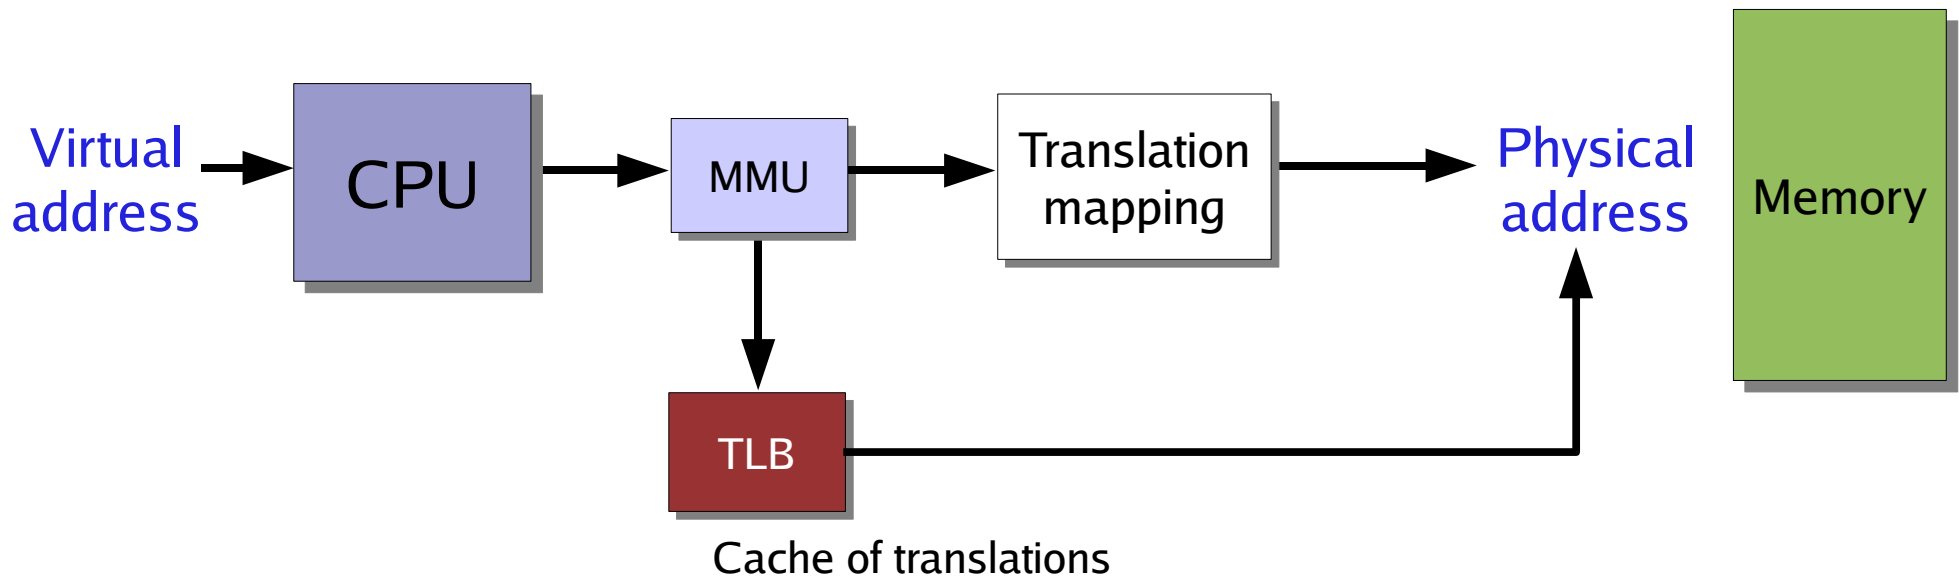 Virtual
address
CPU
MMU
Translation
mapping
Physical
address
Memory
TLB
Cache of translations